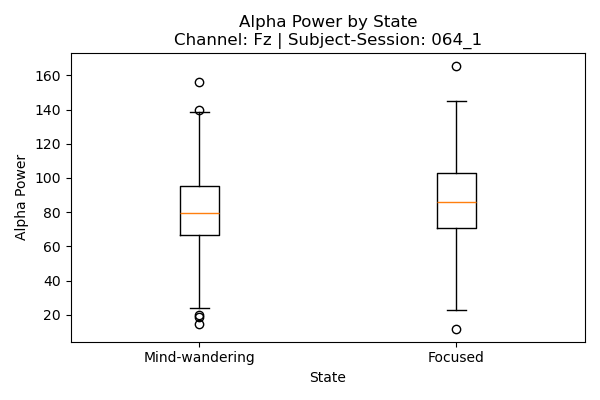 Alpha Power by State
Channel: Fz | Subject-Session: 064_1
160
140
120
100
80
60
40
20
Alpha Power
Mind-wandering
Focused
State